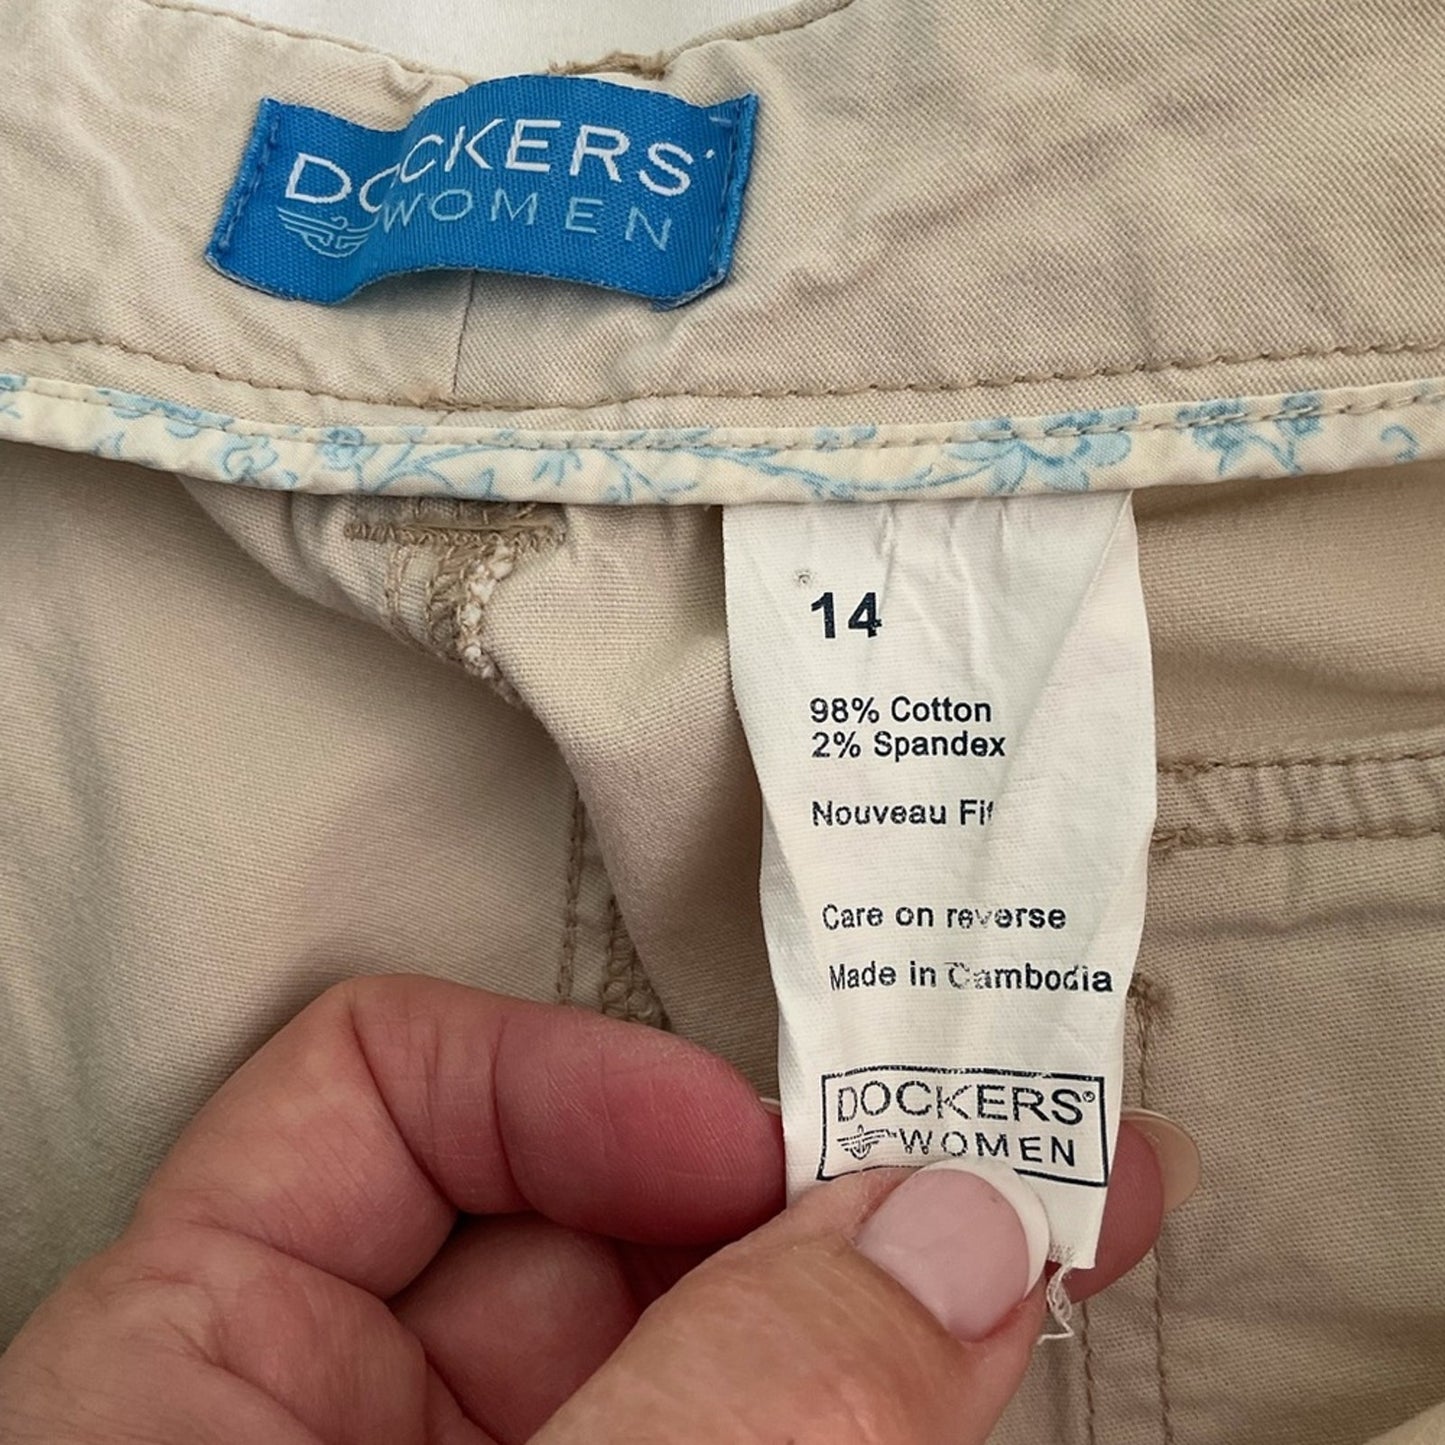 DOCKERS
WOMEN
14
98% Cotton
2% Spandex
Nouveau Fit
Care on reverse
Made in Cambodia
DOCKERS®
WOMEN